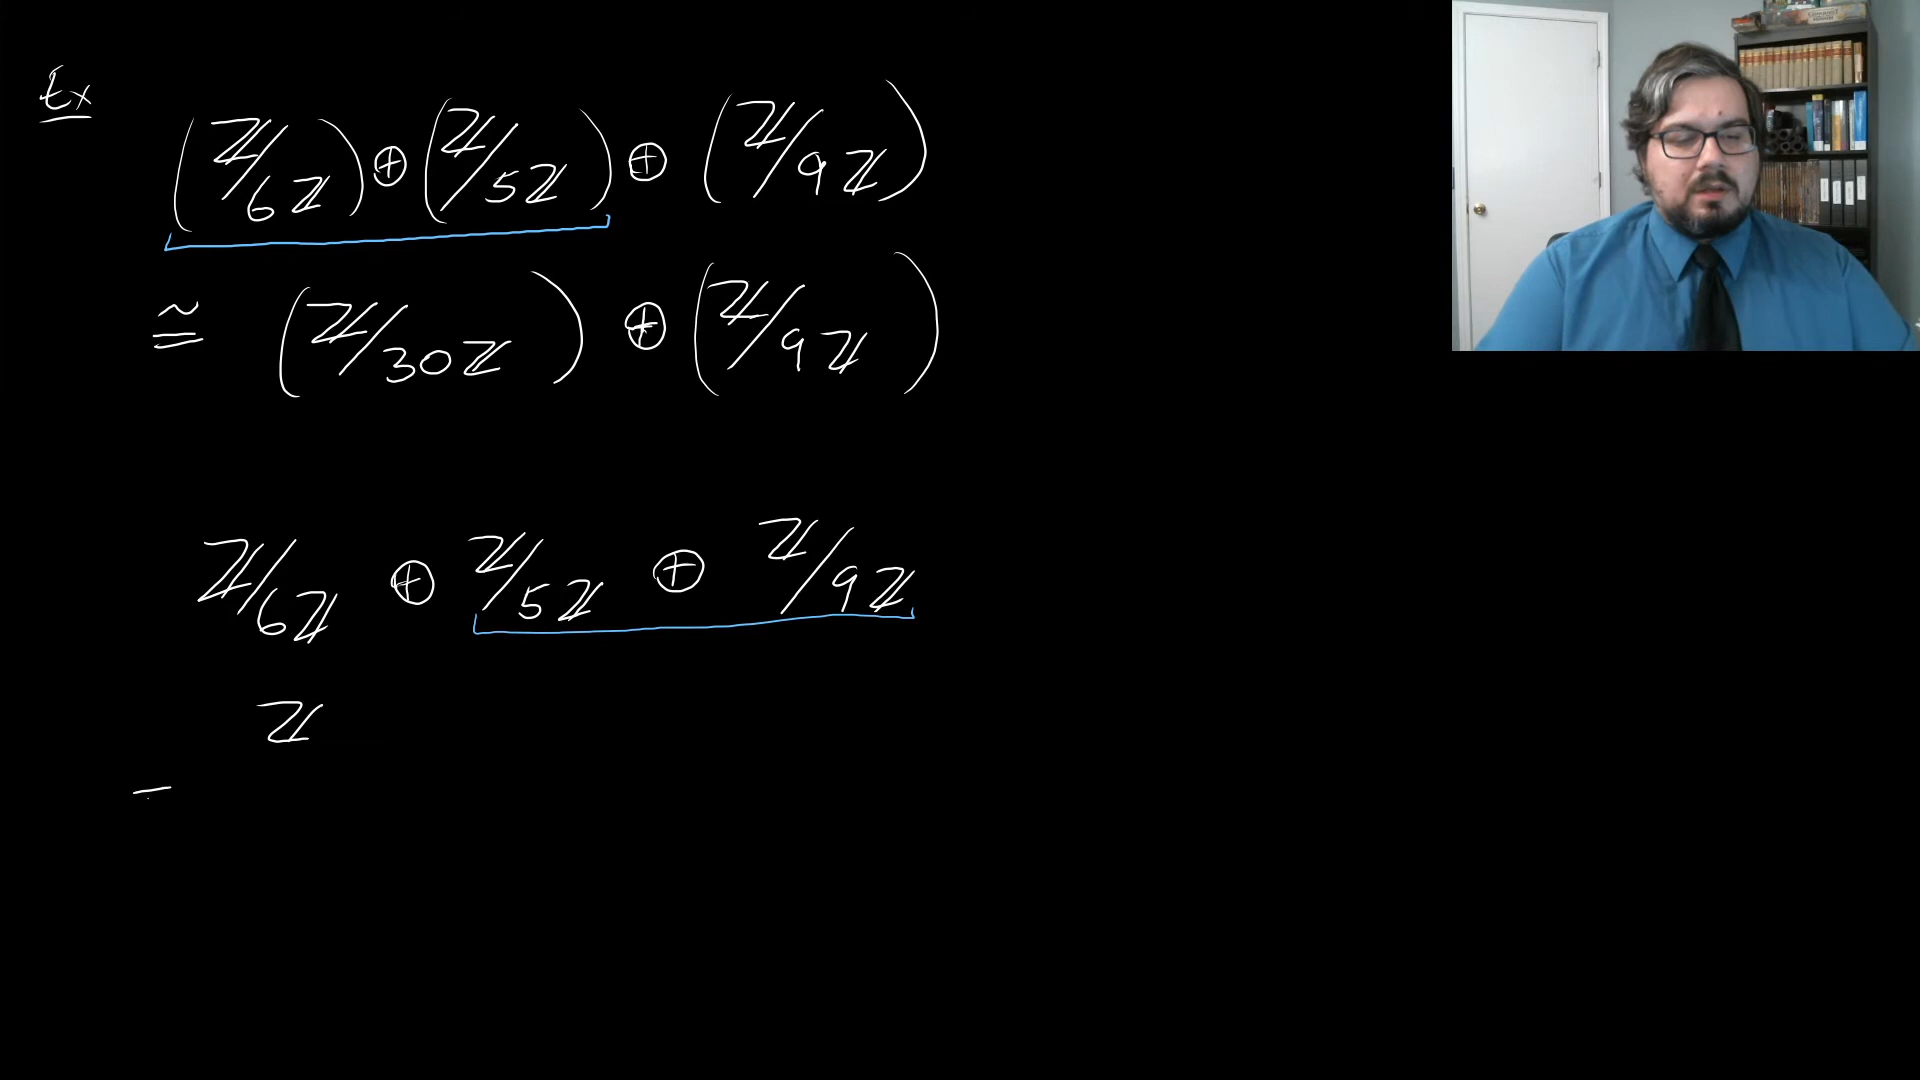 Ex
(ℤ/6ℤ) ⊕ (ℤ/5ℤ) ⊕ (ℤ/9ℤ)
≅ (ℤ/30ℤ) ⊕ (ℤ/9ℤ)
ℤ/6ℤ ⊕ ℤ/5ℤ ⊕ ℤ/9ℤ
ℤ
–